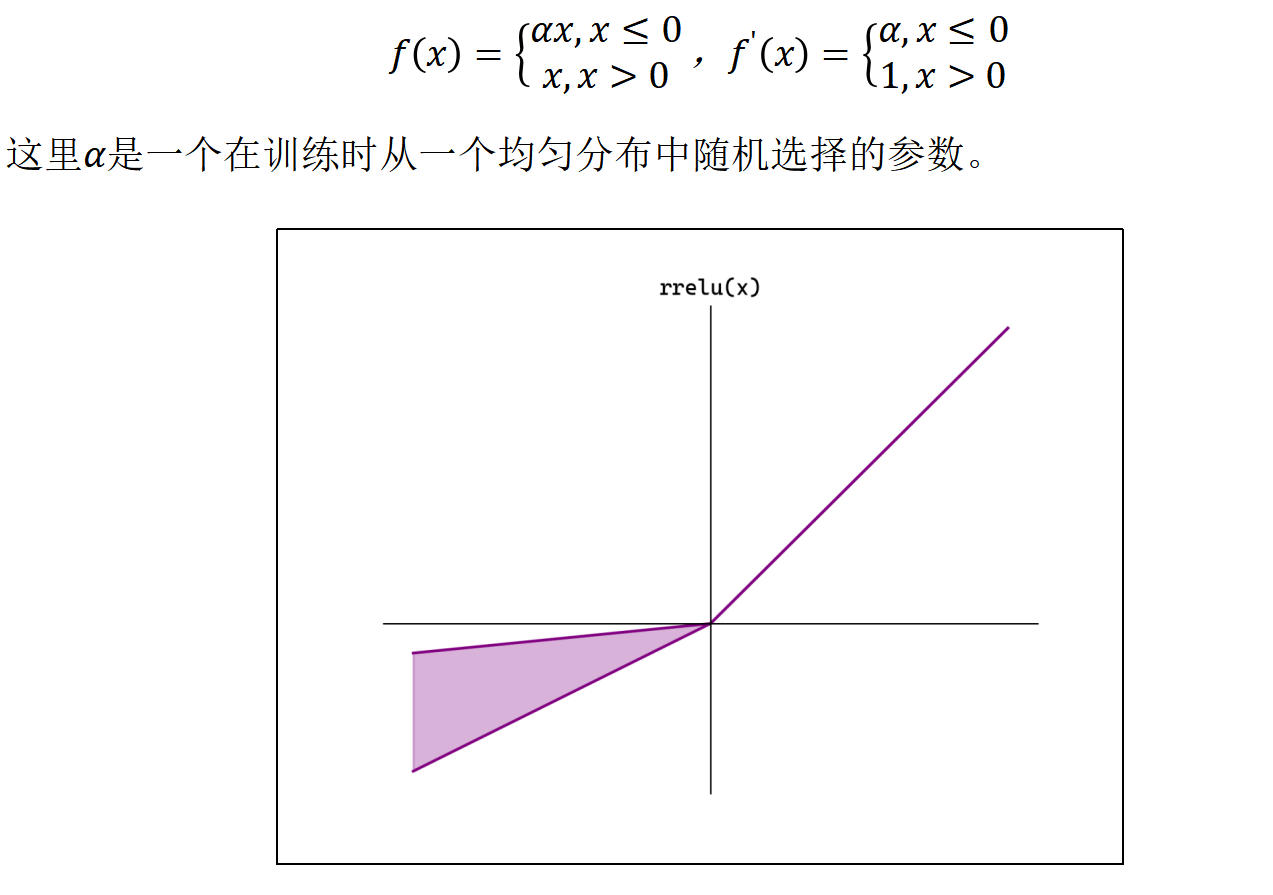 f(x) = {αx, x ≤ 0 x, x > 0 , f'(x) = {α, x ≤ 0 1, x > 0
这里α是一个在训练时从一个均匀分布中随机选择的参数。
rrelu(x)